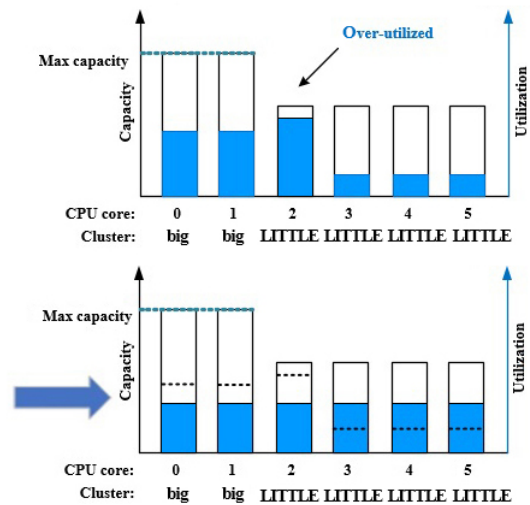 Over-utilized
Max capacity
Capacity
Utilization
CPU core: 0 1 2 3 4 5
Cluster: big big LITTLE LITTLE LITTLE LITTLE
Max capacity
Capacity
Utilization
CPU core: 0 1 2 3 4 5
Cluster: big big LITTLE LITTLE LITTLE LITTLE